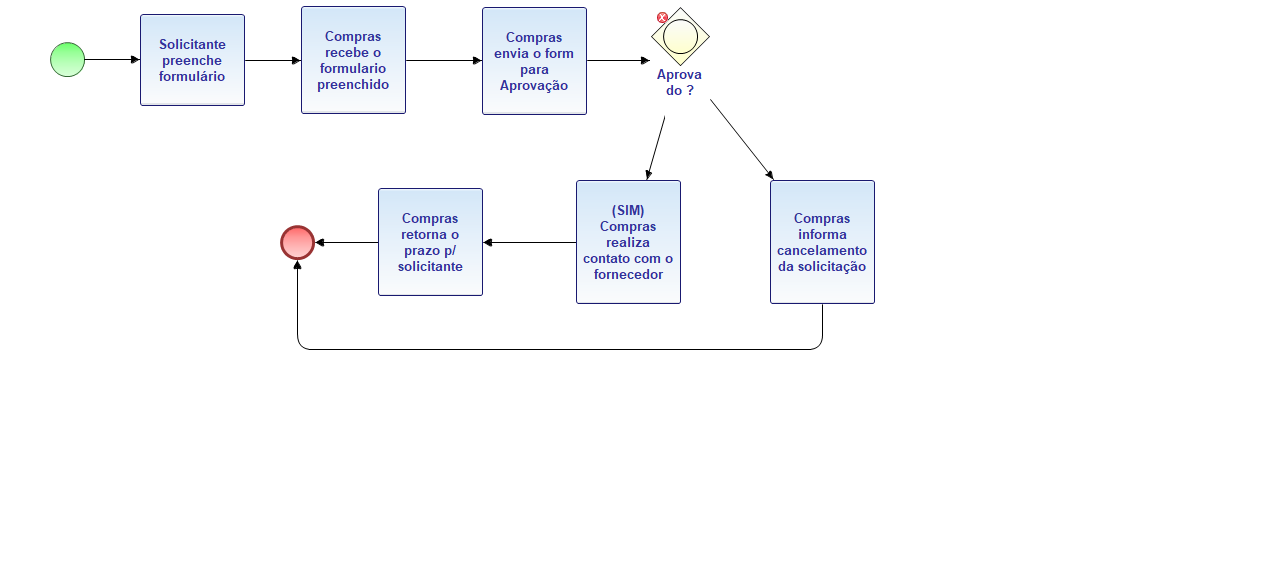 Solicitante
preenche
formulário
Compras
recebe o
formulario
preenchido
Compras
envia o form
para
Aprovação
Aprova
do ?
Compras
retorna o
prazo p/
solicitante
(SIM)
Compras
realiza
contato com o
fornecedor
Compras
informa
cancelamento
da solicitação